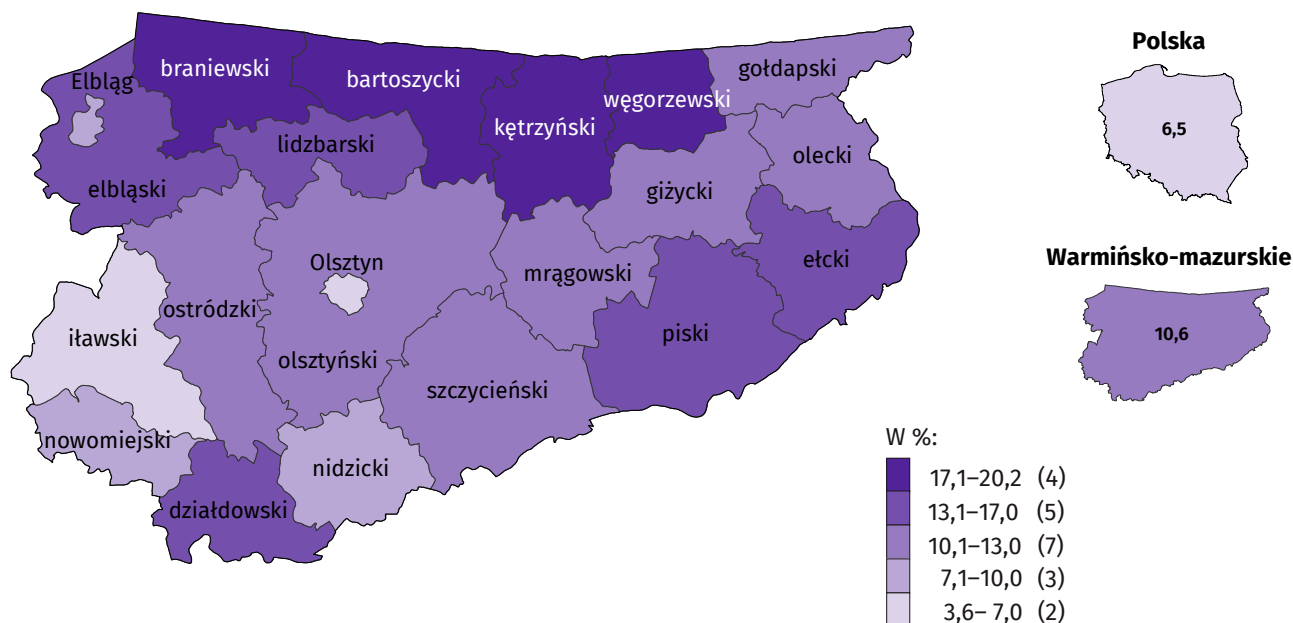 Elbląg
braniewski
bartoszycki
kętrzyński
węgorzewski
gołdapski
lidzbarski
elbląski
olecki
giżycki
ełcki
Olsztyn
mrągowski
ostródzki
iławski
olsztyński
piski
szczycieński
nowomiejski
nidzicki
działdowski
Polska
6,5
Warmińsko-mazurskie
10,6
W %:
17,1–20,2 (4)
13,1–17,0 (5)
10,1–13,0 (7)
7,1–10,0 (3)
3,6– 7,0 (2)